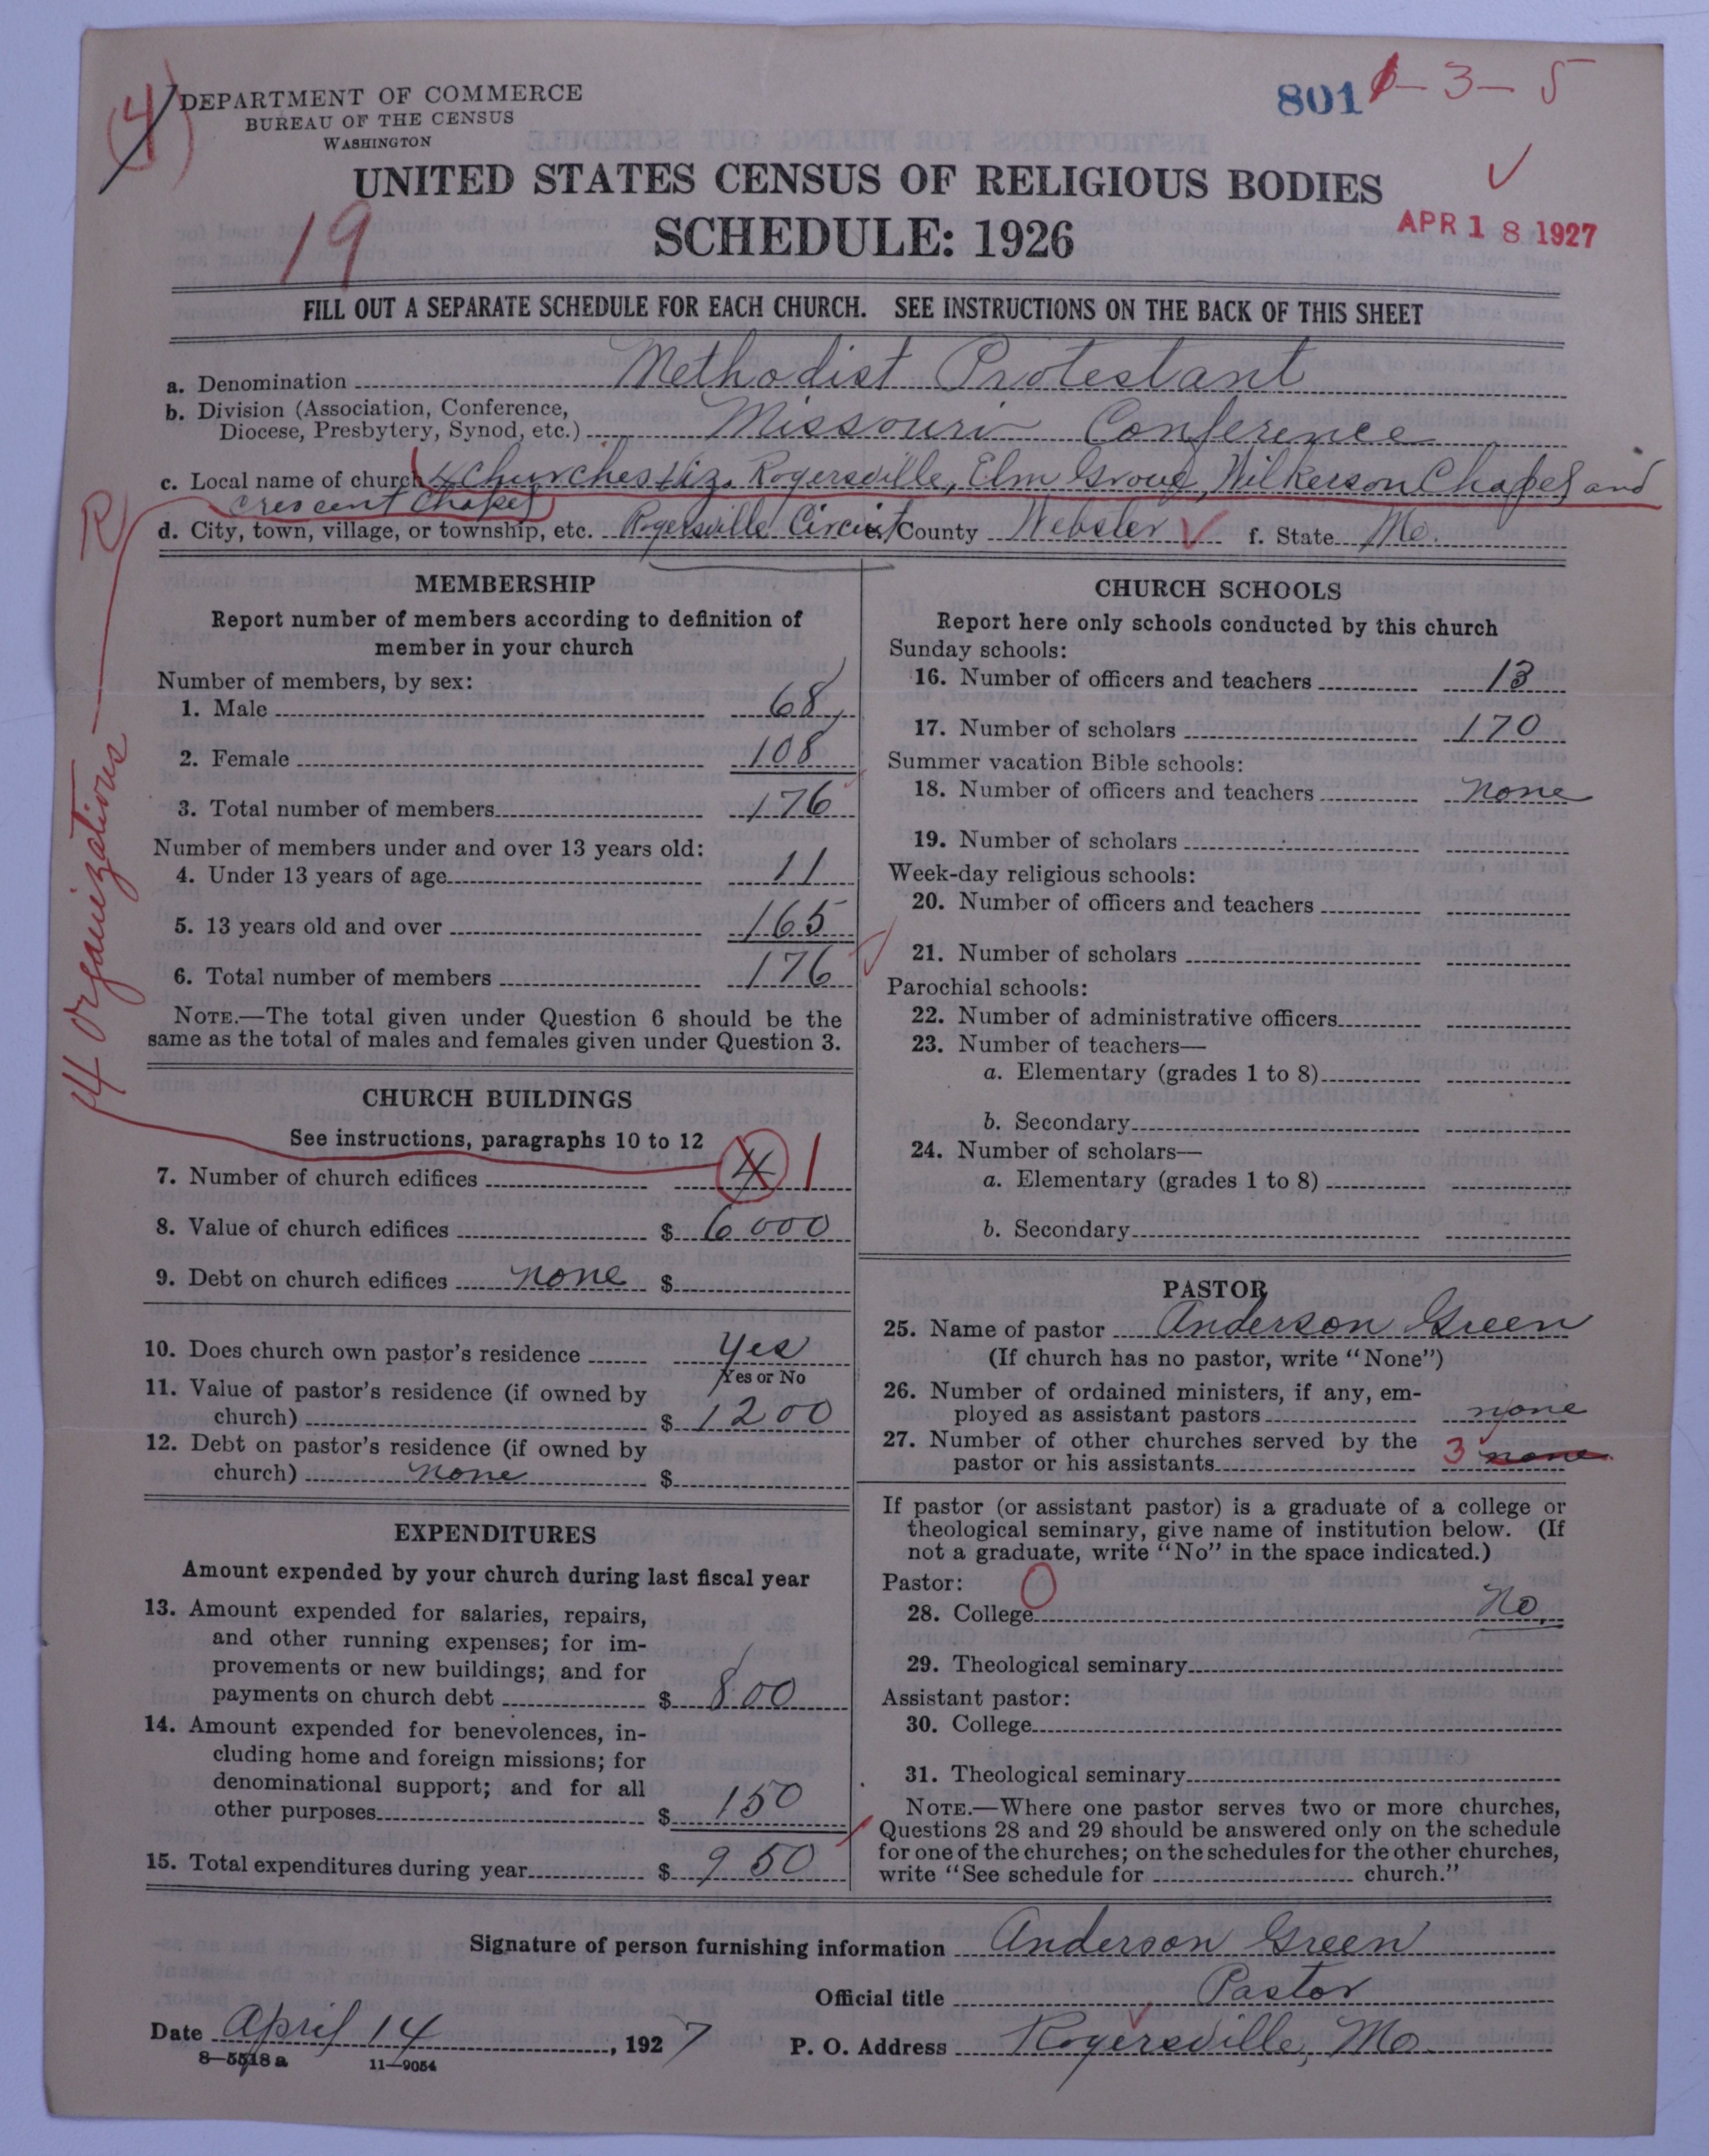 (4)
DEPARTMENT OF COMMERCE
BUREAU OF THE CENSUS
WASHINGTON
801 1-3-5
UNITED STATES CENSUS OF RELIGIOUS BODIES
SCHEDULE: 1926
19
APR 18 1927
FILL OUT A SEPARATE SCHEDULE FOR EACH CHURCH. SEE INSTRUCTIONS ON THE BACK OF THIS SHEET
a. Denomination Methodist Protestant
b. Division (Association, Conference,
Diocese, Presbytery, Synod, etc.) Missouri Conference
c. Local name of church 4 Churches Viz. Rogersville, Elm Grove, Wilkerson Chapel and
Crescent Chapel
d. City, town, village, or township, etc. Rogersville Circuit County Webster f. State Mo.
4 organizations — R
MEMBERSHIP
Report number of members according to definition of
member in your church
Number of members, by sex:
1. Male 68
2. Female 108
3. Total number of members 176
Number of members under and over 13 years old:
4. Under 13 years of age 11
5. 13 years old and over 165
6. Total number of members 176
NOTE.—The total given under Question 6 should be the
same as the total of males and females given under Question 3.
CHURCH BUILDINGS
See instructions, paragraphs 10 to 12
7. Number of church edifices 4 1
8. Value of church edifices $ 6000
9. Debt on church edifices none $
10. Does church own pastor's residence Yes
Yes or No
11. Value of pastor's residence (if owned by
church) $ 1200
12. Debt on pastor's residence (if owned by
church) none $
EXPENDITURES
Amount expended by your church during last fiscal year
13. Amount expended for salaries, repairs,
and other running expenses; for im-
provements or new buildings; and for
payments on church debt $ 800
14. Amount expended for benevolences, in-
cluding home and foreign missions; for
denominational support; and for all
other purposes $ 150
15. Total expenditures during year $ 950
CHURCH SCHOOLS
Report here only schools conducted by this church
Sunday schools:
16. Number of officers and teachers 13
17. Number of scholars 170
Summer vacation Bible schools:
18. Number of officers and teachers none
19. Number of scholars
Week-day religious schools:
20. Number of officers and teachers
21. Number of scholars
Parochial schools:
22. Number of administrative officers
23. Number of teachers—
a. Elementary (grades 1 to 8)
b. Secondary
24. Number of scholars—
a. Elementary (grades 1 to 8)
b. Secondary
PASTOR
25. Name of pastor Anderson Green
(If church has no pastor, write "None")
26. Number of ordained ministers, if any, em-
ployed as assistant pastors none
27. Number of other churches served by the
pastor or his assistants 3 none
If pastor (or assistant pastor) is a graduate of a college or
theological seminary, give name of institution below. (If
not a graduate, write "No" in the space indicated.)
Pastor:
28. College No.
29. Theological seminary
Assistant pastor:
30. College
31. Theological seminary
NOTE.—Where one pastor serves two or more churches,
Questions 28 and 29 should be answered only on the schedule
for one of the churches; on the schedules for the other churches,
write "See schedule for church."
Signature of person furnishing information Anderson Green
Official title Pastor
Date April 14, 1927 P. O. Address Rogersville, Mo.
8—5518a 11—9054